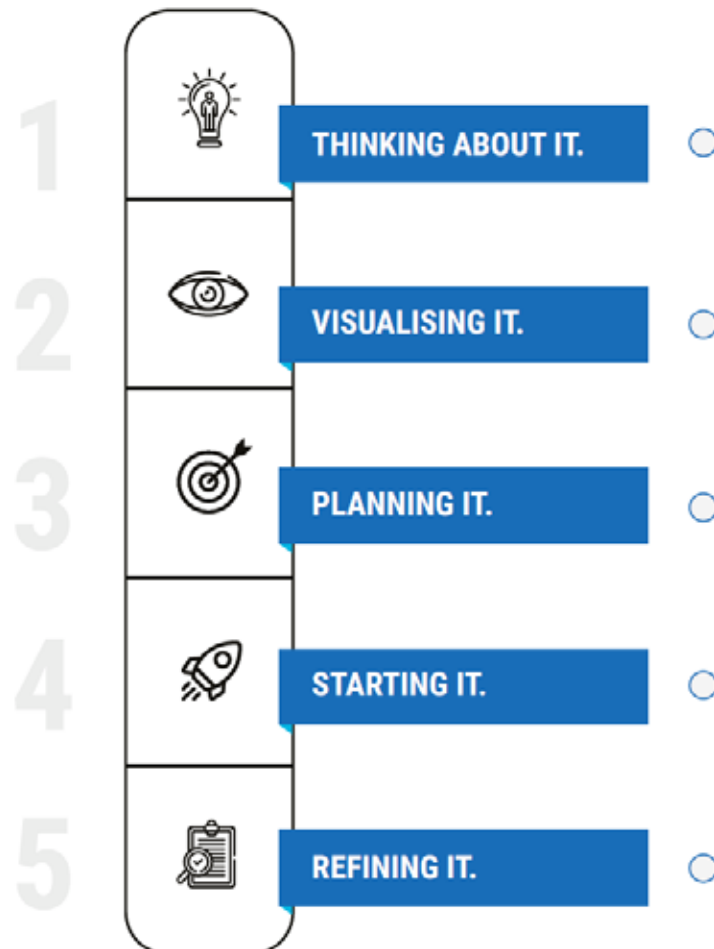 1
THINKING ABOUT IT.
2
VISUALISING IT.
3
PLANNING IT.
4
STARTING IT.
5
REFINING IT.